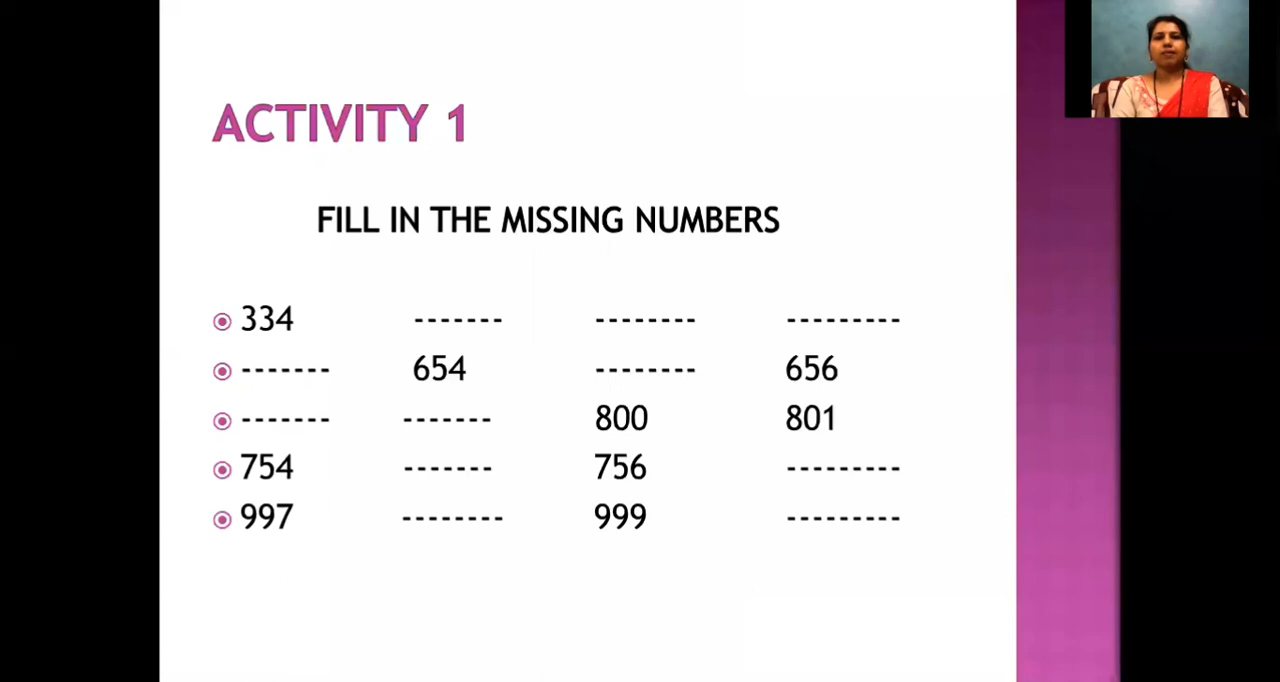 ACTIVITY 1
FILL IN THE MISSING NUMBERS
334 ------- -------- ---------
------- 654 -------- 656
------- ------- 800 801
754 ------- 756 ---------
997 -------- 999 ---------